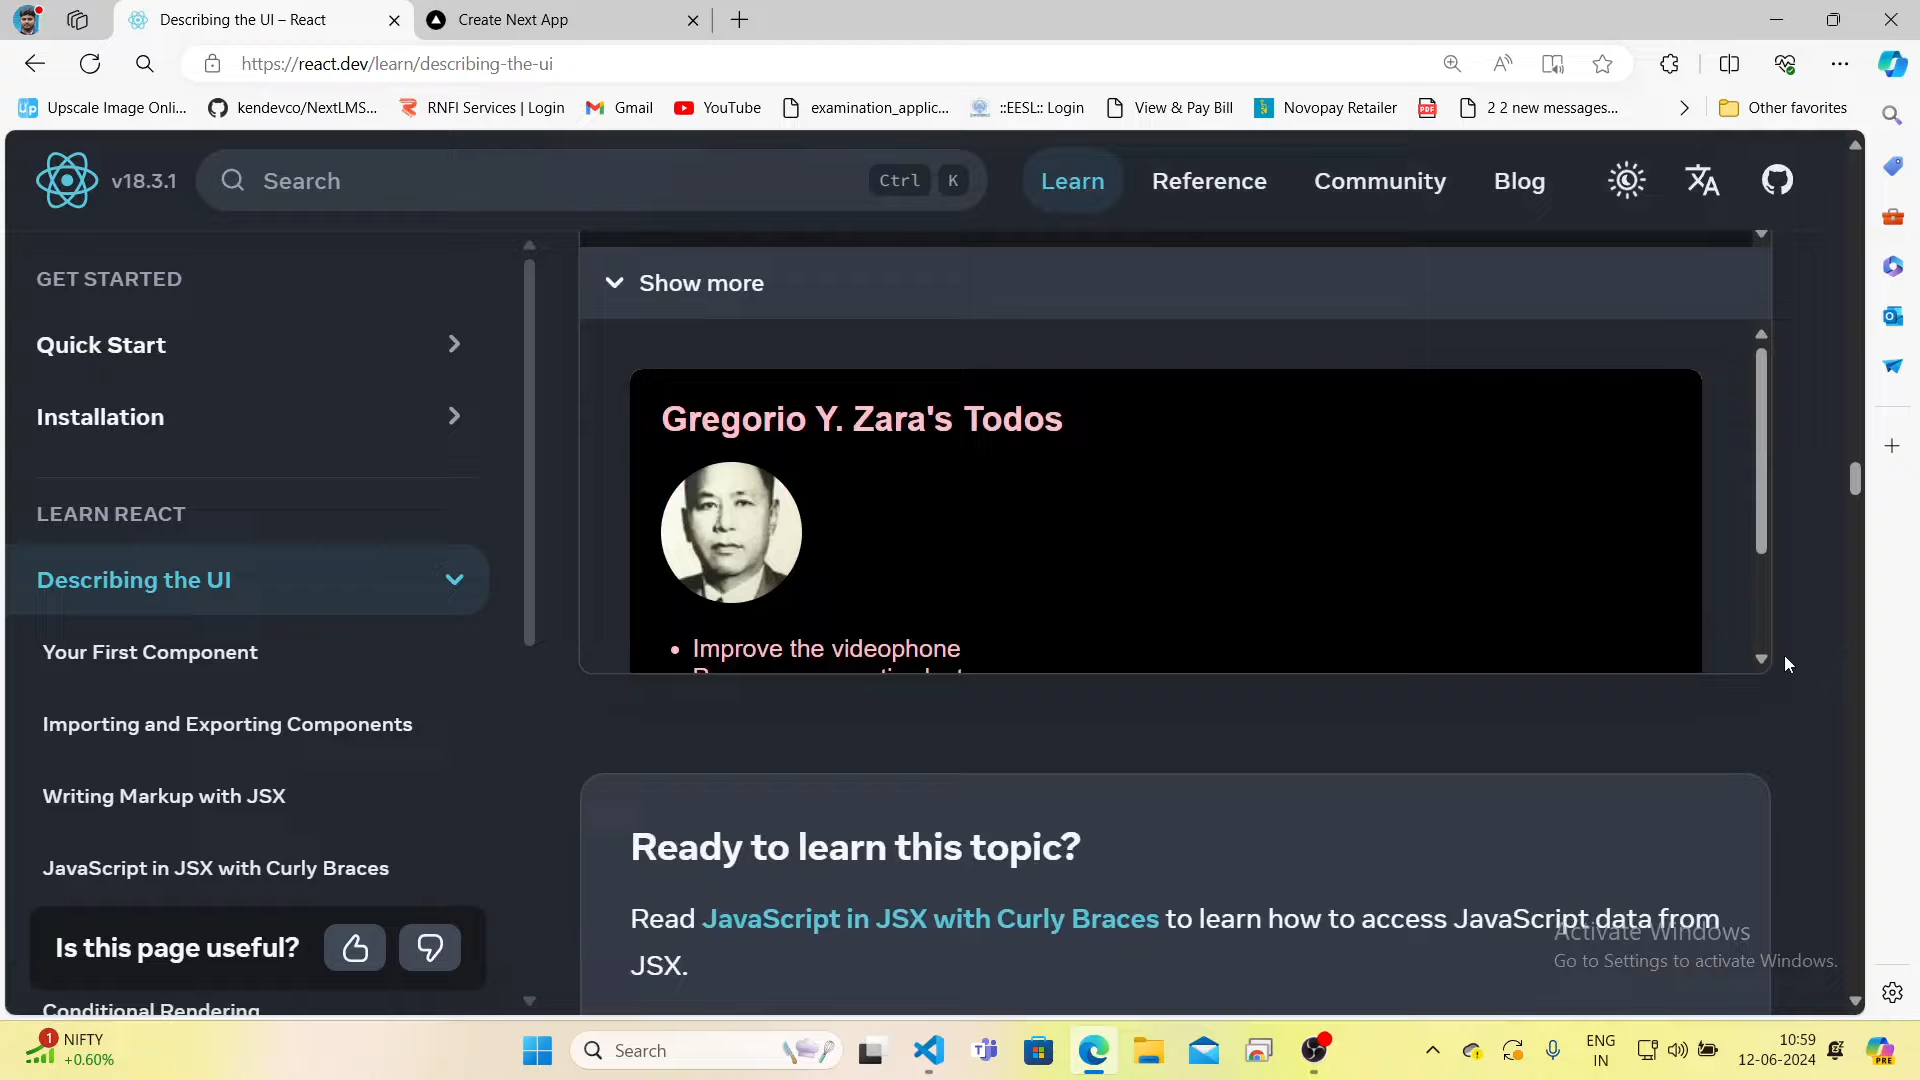 Describing the UI – React
Create Next App
https://react.dev/learn/describing-the-ui
Upscale Image Onli...
kendevco/NextLMS...
RNFI Services | Login
Gmail
YouTube
examination_applic...
::EESL:: Login
View & Pay Bill
Novopay Retailer
2 2 new messages...
Other favorites
v18.3.1
Search
Ctrl K
Learn
Reference
Community
Blog
GET STARTED
Quick Start
Installation
LEARN REACT
Describing the UI
Your First Component
Importing and Exporting Components
Writing Markup with JSX
JavaScript in JSX with Curly Braces
Is this page useful?
Conditional Rendering
Show more
Gregorio Y. Zara's Todos
Improve the videophone
Ready to learn this topic?
Read JavaScript in JSX with Curly Braces to learn how to access JavaScript data from
JSX.
Activate Windows
Go to Settings to activate Windows.
1
NIFTY
+0.60%
Search
ENG
IN
10:59
12-06-2024
PRE